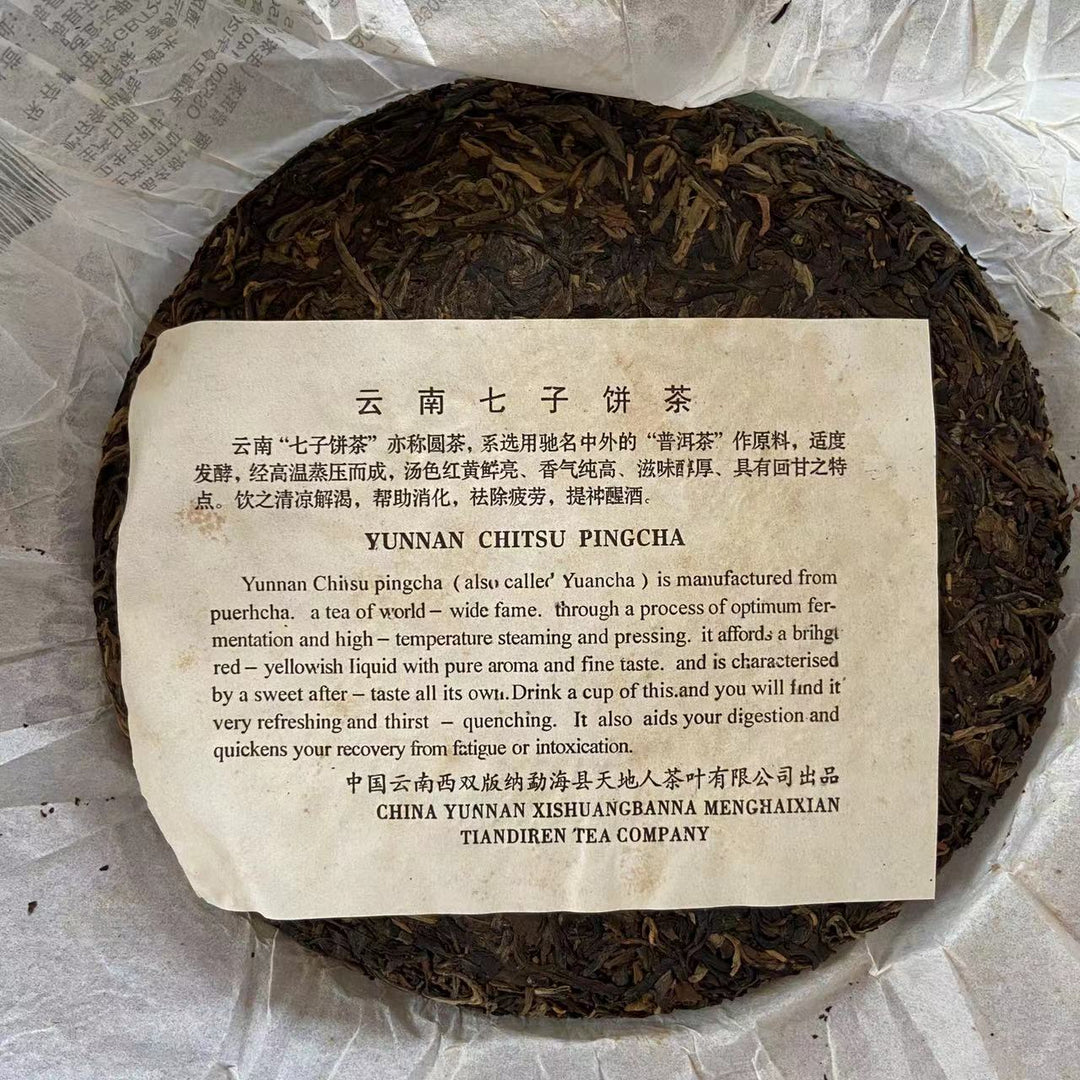 云南七子饼茶
云南“七子饼茶”亦称圆茶，系选用驰名中外的“普洱茶”作原料，适度
发酵，经高温蒸压而成，汤色红黄鲜亮、香气纯高、滋味醇厚、具有回甘之特
点。饮之清凉解渴，帮助消化，祛除疲劳，提神醒酒。
YUNNAN CHITSU PINGCHA
Yunnan Chitsu pingcha (also called Yuancha) is manufactured from
puerhcha. a tea of world – wide fame. through a process of optimum fer-
mentation and high – temperature steaming and pressing. it affords a brihgt
red – yellowish liquid with pure aroma and fine taste. and is characterised
by a sweet after – taste all its own. Drink a cup of this.and you will find it
very refreshing and thirst – quenching. It also aids your digestion and
quickens your recovery from fatigue or intoxication.
中国云南西双版纳勐海县天地人茶叶有限公司出品
CHINA YUNNAN XISHUANGBANNA MENGHAIXIAN
TIANDIREN TEA COMPANY